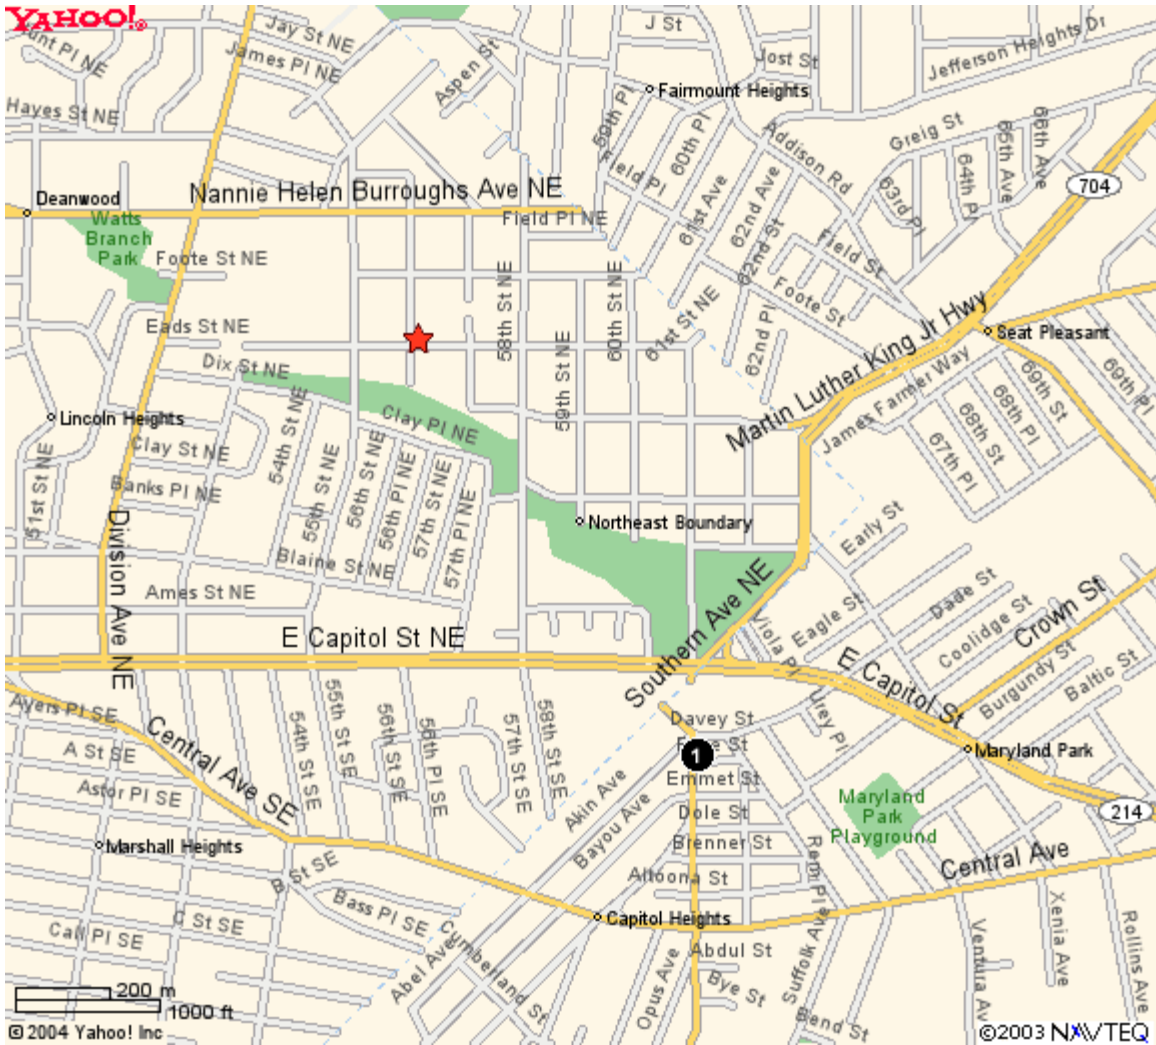 YAHOO!®
Jay St NE
J St
Jefferson Heights Dr
unt Pl NE
James Pl NE
Aspen St
Jost St
Fairmount Heights
Hayes St NE
59th Pl
60th Pl
Addison Rd
Greig St
65th Ave
66th Ave
64th Pl
63rd Pl
704
Deanwood
Nannie Helen Burroughs Ave NE
Field Pl
Field Pl NE
61st Ave
62nd Ave
62nd St
Field St
Watts
Branch
Park
Foote St NE
Foote St
58th St NE
60th St NE
61st St NE
62nd Pl
Eads St NE
Seat Pleasant
Martin Luther King Jr Hwy
James Farmer Way
Dix St NE
59th St NE
69th St
69th Pl
68th Pl
68th St
67th Pl
Lincoln Heights
Clay Pl NE
Clay St NE
54th St NE
55th St NE
56th St NE
56th Pl NE
57th St NE
57th Pl NE
Banks Pl NE
51st St NE
Division Ave NE
Northeast Boundary
Early St
Blaine St NE
Ames St NE
Southern Ave NE
Viola Pl
Eagle St
Dade St
Coolidge St
Crown St
E Capitol St NE
E Capitol St
Burgundy St
Baltic St
Ayers Pl SE
Central Ave SE
54th St SE
55th St SE
56th St SE
56th Pl SE
57th St SE
58th St SE
Davey St
urey Pl
A St SE
1
Maryland Park
Emmet St
Astor Pl SE
Akin Ave
Bayou Ave
Dole St
Maryland
Park
Playground
214
Marshall Heights
Brenner St
Central Ave
B St SE
Altoona St
Bass Pl SE
C St SE
Call Pl SE
Capitol Heights
Abel Ave
Cumberland St
Abdul St
Suffolk Ave
Opus Ave
Bye St
Ventura Av
Xenia Ave
Rollins Ave
200 m
1000 ft
end St
© 2004 Yahoo! Inc
©2003 NAVTEQ